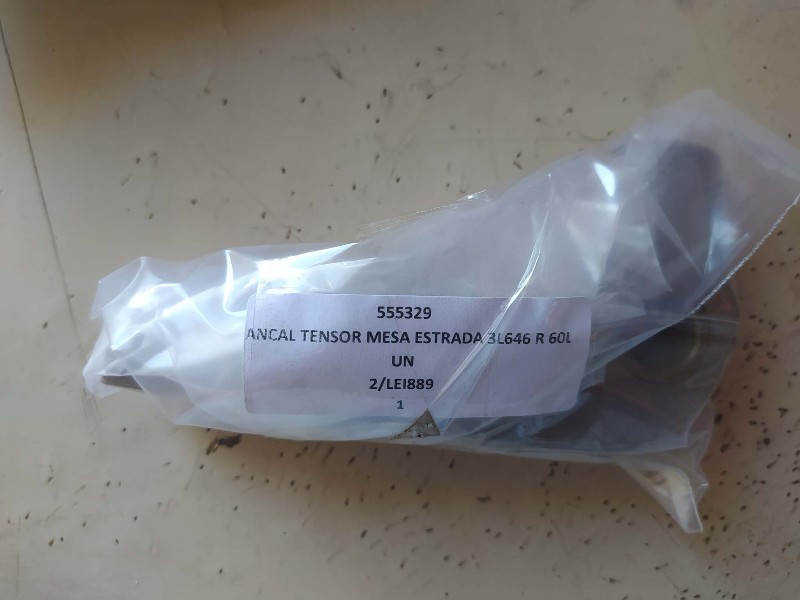 555329
ANCAL TENSOR MESA ESTRADA 3L646 R 60L
UN
2/LEI889
1